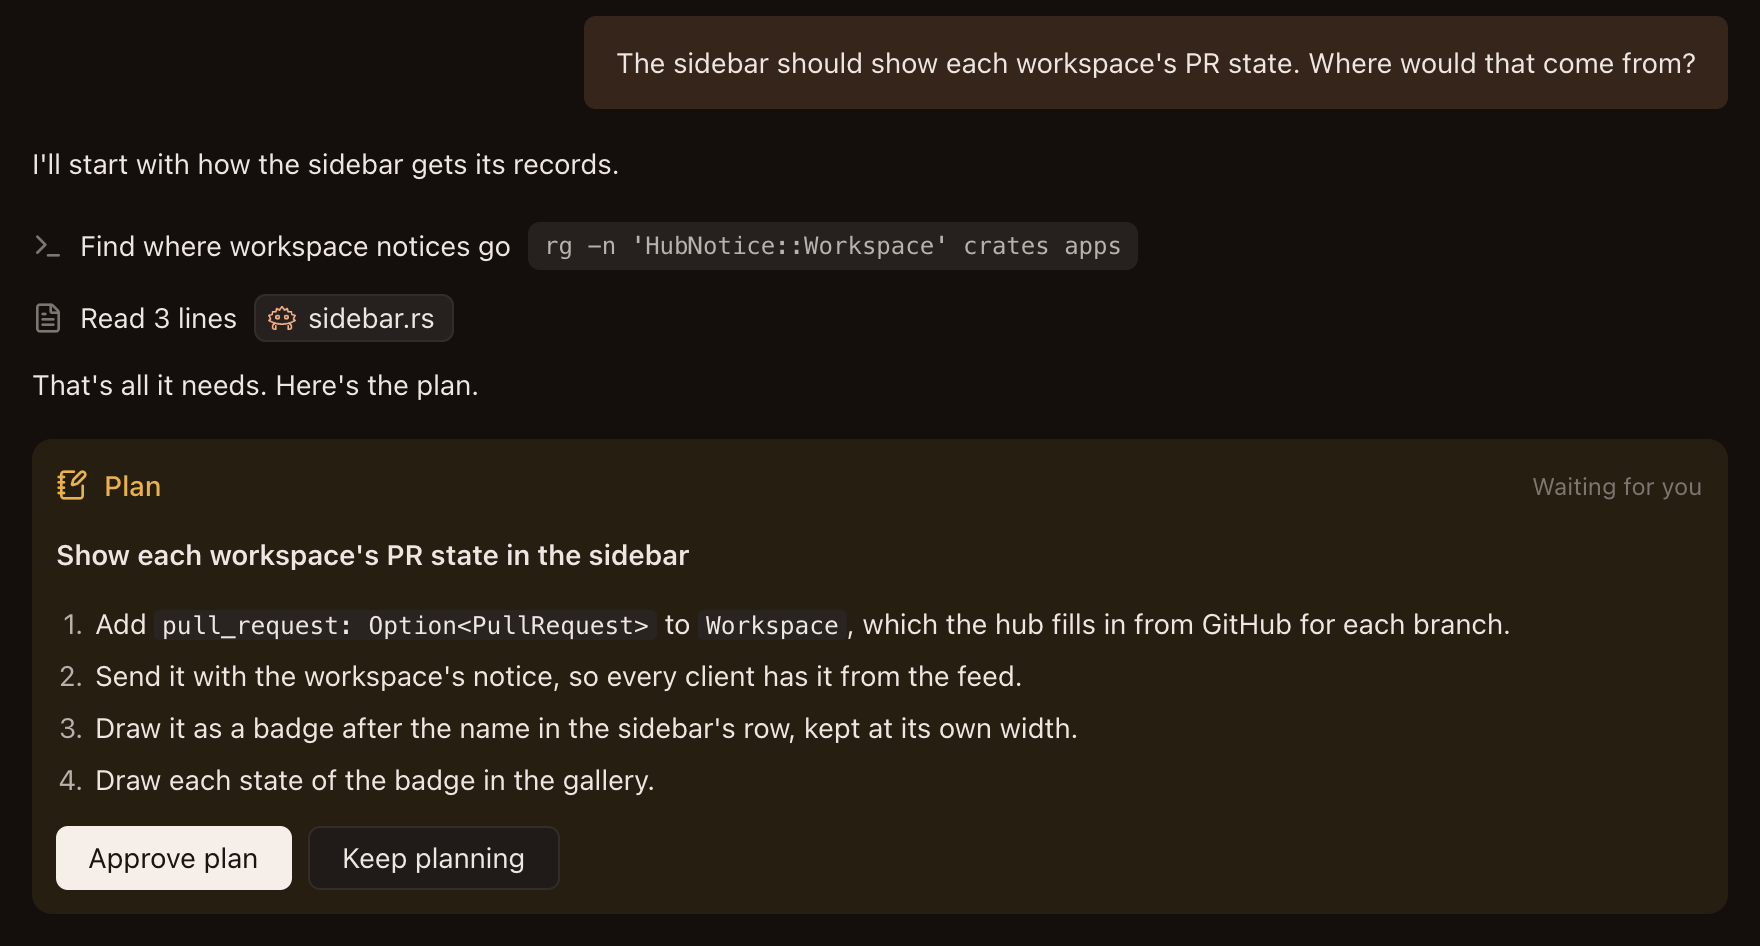 The sidebar should show each workspace's PR state. Where would that come from?
I'll start with how the sidebar gets its records.
Find where workspace notices go rg -n 'HubNotice::Workspace' crates apps
Read 3 lines sidebar.rs
That's all it needs. Here's the plan.
Plan Waiting for you
Show each workspace's PR state in the sidebar
1. Add pull_request: Option<PullRequest> to Workspace, which the hub fills in from GitHub for each branch.
2. Send it with the workspace's notice, so every client has it from the feed.
3. Draw it as a badge after the name in the sidebar's row, kept at its own width.
4. Draw each state of the badge in the gallery.
Approve plan Keep planning